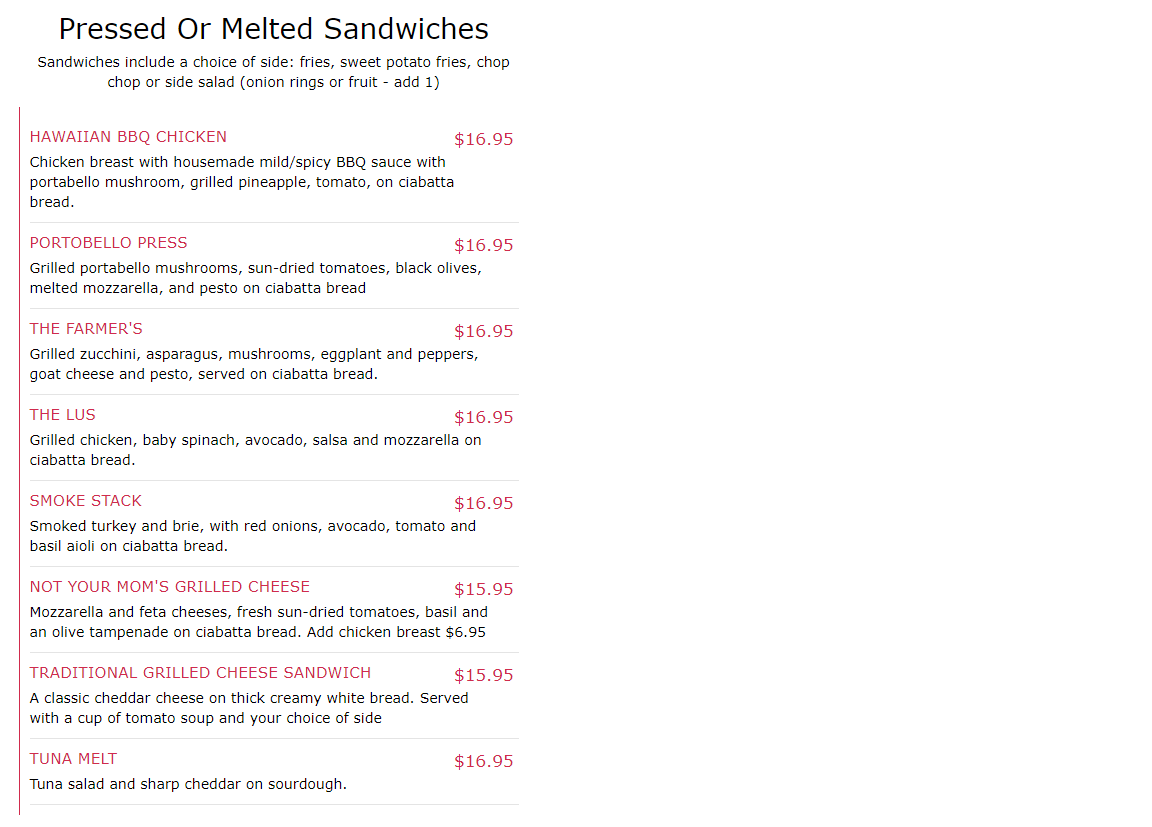 Pressed Or Melted Sandwiches
Sandwiches include a choice of side: fries, sweet potato fries, chop
chop or side salad (onion rings or fruit - add 1)
HAWAIIAN BBQ CHICKEN
$16.95
Chicken breast with housemade mild/spicy BBQ sauce with
portabello mushroom, grilled pineapple, tomato, on ciabatta
bread.
PORTOBELLO PRESS
$16.95
Grilled portabello mushrooms, sun-dried tomatoes, black olives,
melted mozzarella, and pesto on ciabatta bread
THE FARMER'S
$16.95
Grilled zucchini, asparagus, mushrooms, eggplant and peppers,
goat cheese and pesto, served on ciabatta bread.
THE LUS
$16.95
Grilled chicken, baby spinach, avocado, salsa and mozzarella on
ciabatta bread.
SMOKE STACK
$16.95
Smoked turkey and brie, with red onions, avocado, tomato and
basil aioli on ciabatta bread.
NOT YOUR MOM'S GRILLED CHEESE
$15.95
Mozzarella and feta cheeses, fresh sun-dried tomatoes, basil and
an olive tampenade on ciabatta bread. Add chicken breast $6.95
TRADITIONAL GRILLED CHEESE SANDWICH
$15.95
A classic cheddar cheese on thick creamy white bread. Served
with a cup of tomato soup and your choice of side
TUNA MELT
$16.95
Tuna salad and sharp cheddar on sourdough.